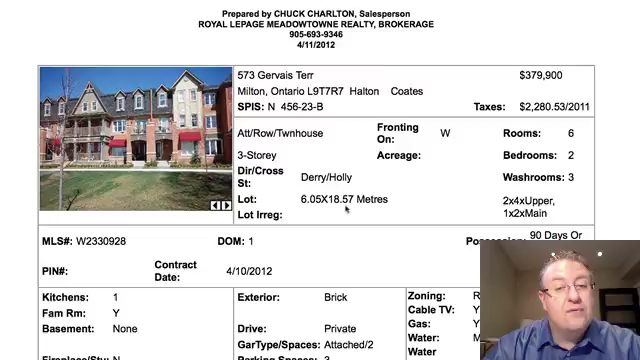 Prepared by CHUCK CHARLTON, Salesperson
ROYAL LEPAGE MEADOWTOWNE REALTY, BROKERAGE
905-693-9346
4/11/2012
573 Gervais Terr $379,900
Milton, Ontario L9T7R7 Halton Coates
SPIS: N 456-23-B Taxes: $2,280.53/2011
Att/Row/Twnhouse Fronting On: W Rooms: 6
3-Storey Acreage: Bedrooms: 2
Dir/Cross St: Derry/Holly Washrooms: 3
Lot: 6.05X18.57 Metres 2x4xUpper,
Lot Irreg: 1x2xMain
MLS#: W2330928 DOM: 1 90 Days Or
PIN#: Contract Date: 4/10/2012
Kitchens: 1 Exterior: Brick Zoning: R
Fam Rm: Y Cable TV: Y
Basement: None Drive: Private Gas: Y
GarType/Spaces: Attached/2 Water:
Water